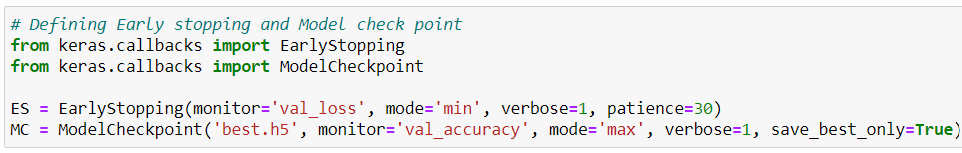 # Defining Early stopping and Model check point
from keras.callbacks import EarlyStopping
from keras.callbacks import ModelCheckpoint
ES = EarlyStopping(monitor='val_loss', mode='min', verbose=1, patience=30)
MC = ModelCheckpoint('best.h5', monitor='val_accuracy', mode='max', verbose=1, save_best_only=True)